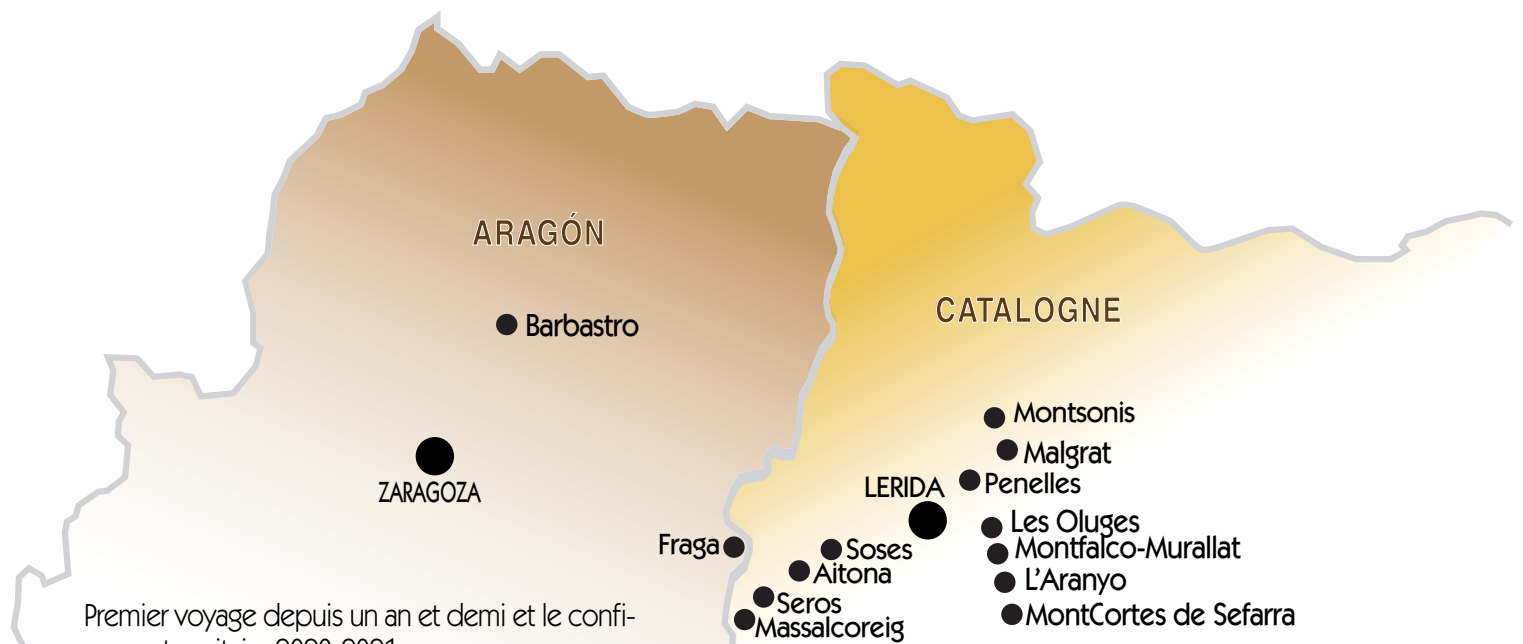 ARAGÓN
CATALOGNE
Barbastro
Montsonis
Malgrat
Penelles
LERIDA
ZARAGOZA
Les Oluges
Fraga
Soses
Montfalco-Murallat
Aitona
L'Aranyo
Seros
MontCortes de Sefarra
Massalcoreig
Premier voyage depuis un an et demi et le confi-